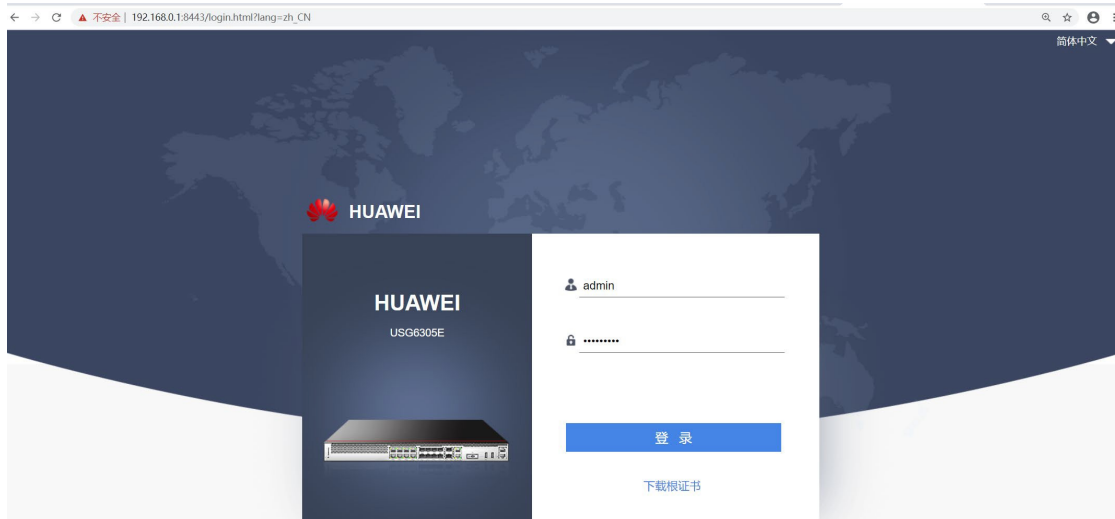 不安全 | 192.168.0.1:8443/login.html?lang=zh_CN
简体中文
HUAWEI
HUAWEI
USG6305E
admin
•••••••••
登 录
下载根证书